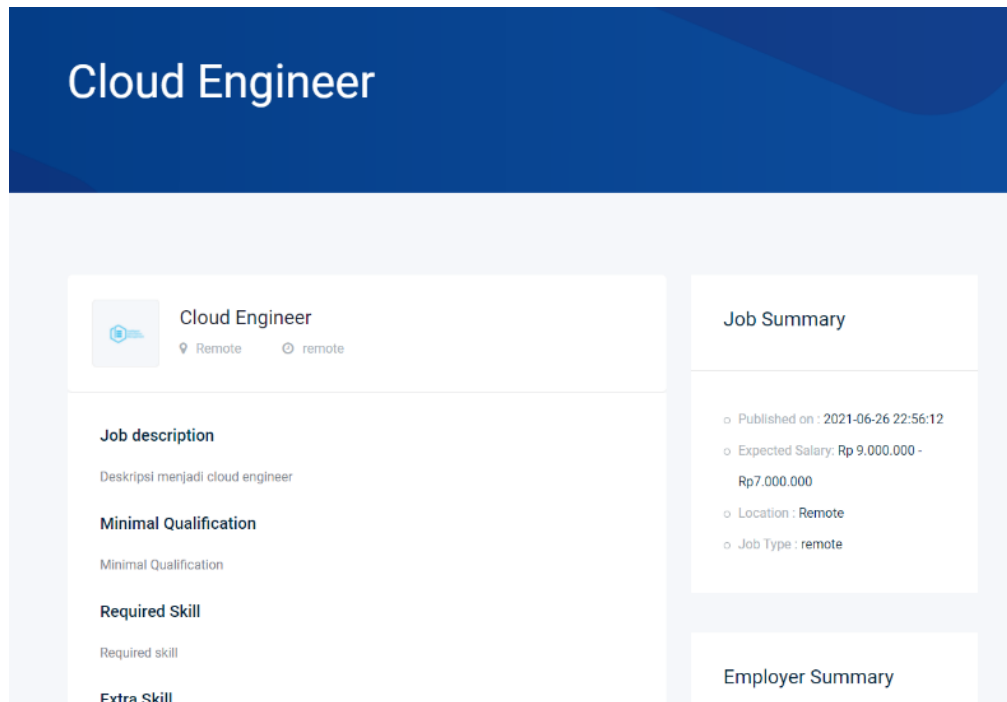 Cloud Engineer
Cloud Engineer
Remote remote
Job description
Deskripsi menjadi cloud engineer
Minimal Qualification
Minimal Qualification
Required Skill
Required skill
Extra Skill
Job Summary
Published on : 2021-06-26 22:56:12
Expected Salary: Rp 9.000.000 -
Rp7.000.000
Location : Remote
Job Type : remote
Employer Summary